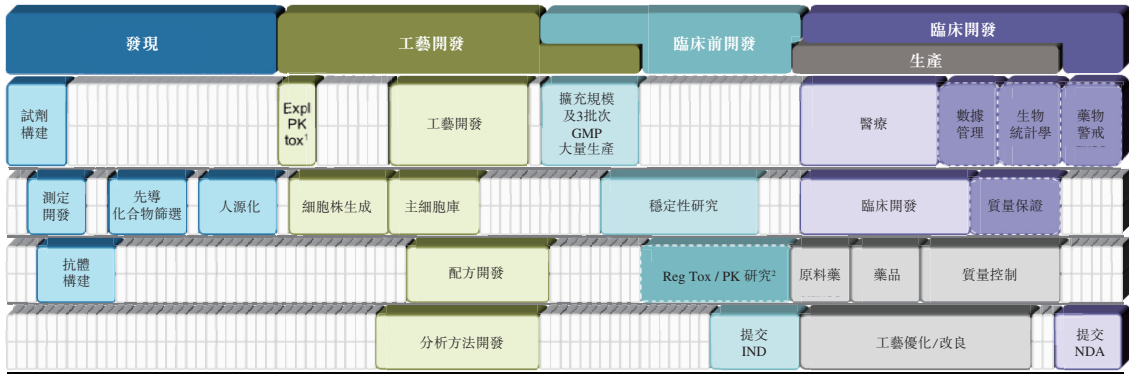 發現
工藝開發
臨床前開發
臨床開發
生產
試劑
構建
Expl
PK
tox¹
工藝開發
擴充規模
及3批次
GMP
大量生產
醫療
數據
管理
生物
統計學
藥物
警戒
測定
開發
先導
化合物篩選
人源化
細胞株生成
主細胞庫
穩定性研究
臨床開發
質量保證
抗體
構建
配方開發
Reg Tox / PK 研究²
原料藥
藥品
質量控制
分析方法開發
提交
IND
工藝優化/改良
提交
NDA